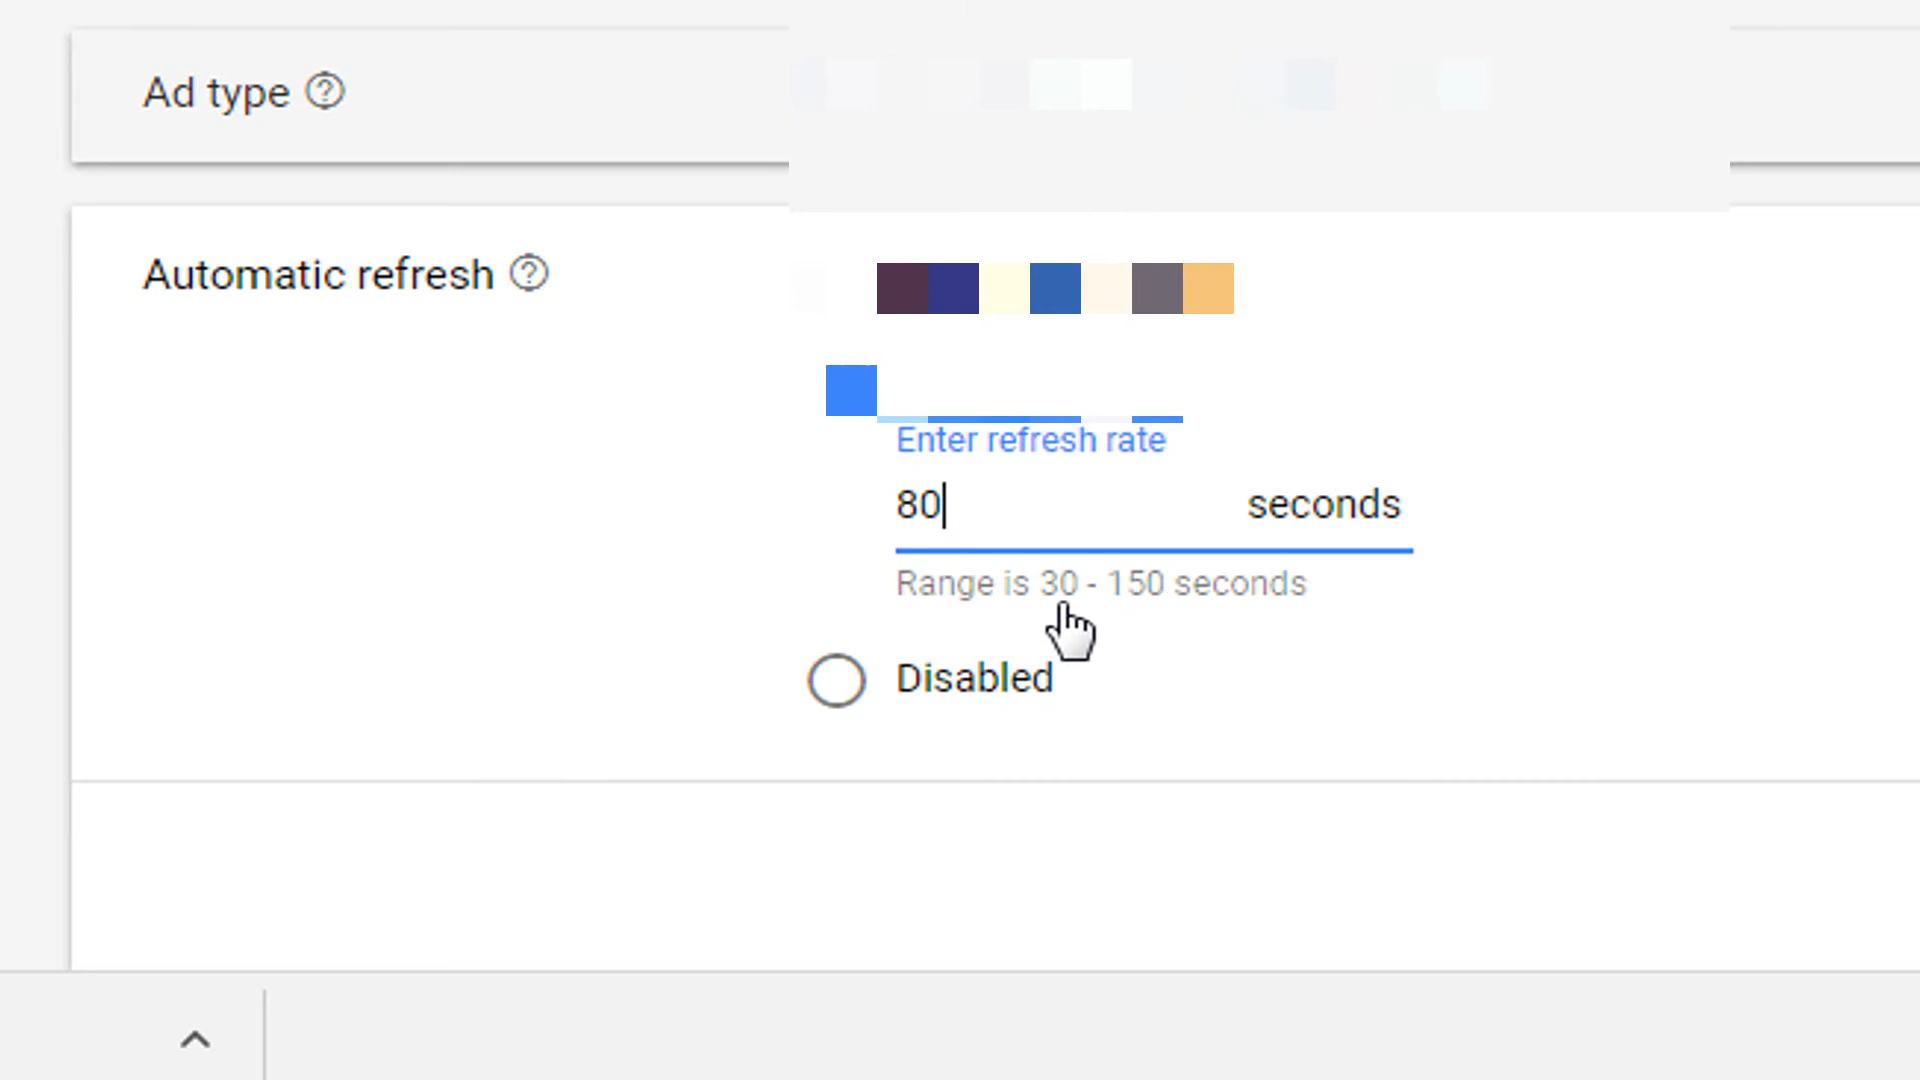 Ad type
Automatic refresh
Enter refresh rate
80 seconds
Range is 30 - 150 seconds
Disabled